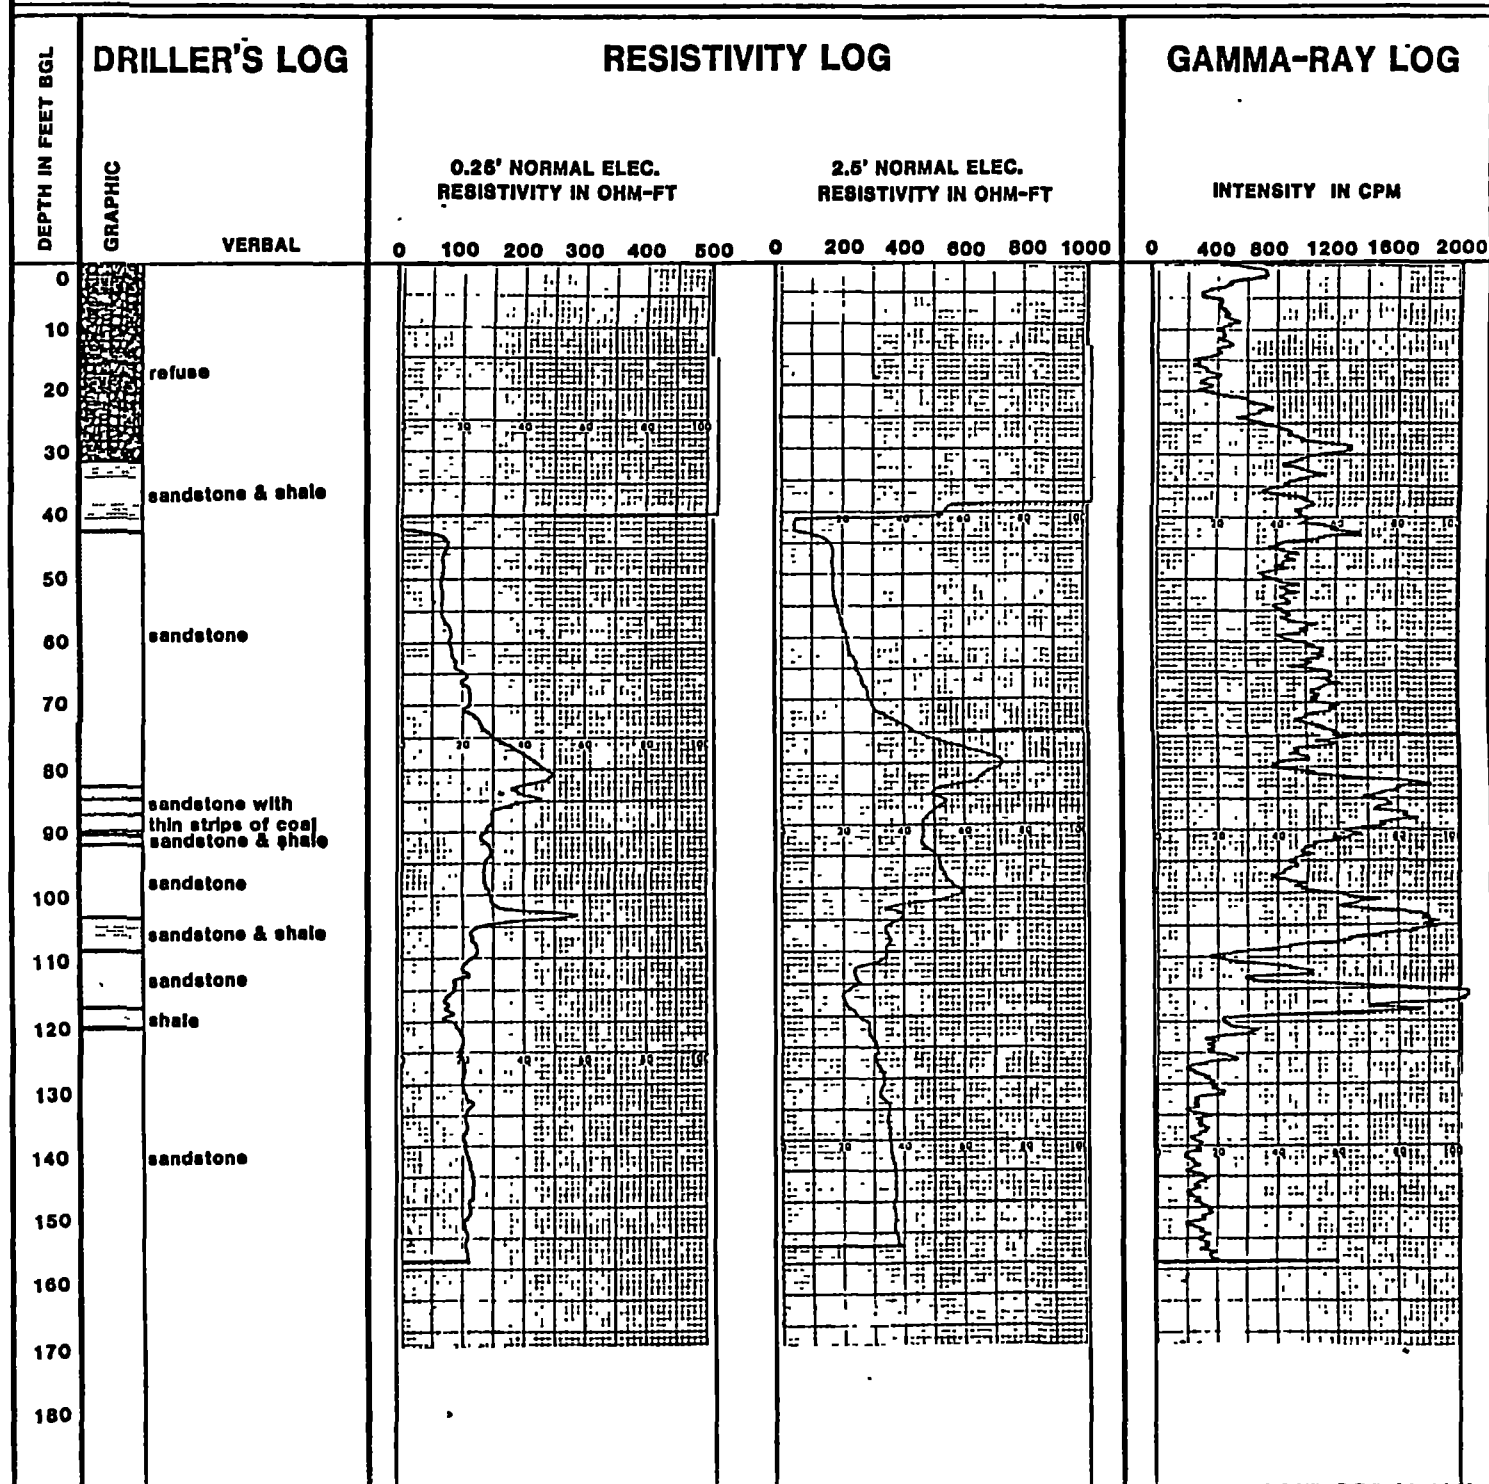 DRILLER'S LOG
RESISTIVITY LOG
GAMMA-RAY LOG
DEPTH IN FEET BGL
GRAPHIC
VERBAL
0.25' NORMAL ELEC.
RESISTIVITY IN OHM-FT
2.5' NORMAL ELEC.
RESISTIVITY IN OHM-FT
INTENSITY IN CPM
0 100 200 300 400 500
0 200 400 600 800 1000
0 400 800 1200 1600 2000
0
10
refuse
20
30
sandstone & shale
40
50
sandstone
60
70
80
sandstone with
thin strips of coal
90
sandstone & shale
sandstone
100
sandstone & shale
110
sandstone
shale
120
130
140
sandstone
150
160
170
180